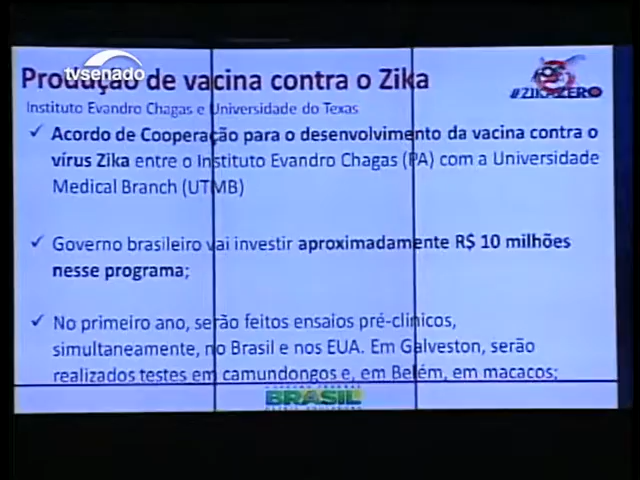 tvsenado
Produção de vacina contra o Zika
#ZIKAZERO
Instituto Evandro Chagas e Universidade do Texas
✓ Acordo de Cooperação para o desenvolvimento da vacina contra o
vírus Zika entre o Instituto Evandro Chagas (PA) com a Universidade
Medical Branch (UTMB)
✓ Governo brasileiro vai investir aproximadamente R$ 10 milhões
nesse programa;
✓ No primeiro ano, serão feitos ensaios pré-clínicos,
simultaneamente, no Brasil e nos EUA. Em Galveston, serão
realizados testes em camundongos e, em Belém, em macacos;
BRASIL